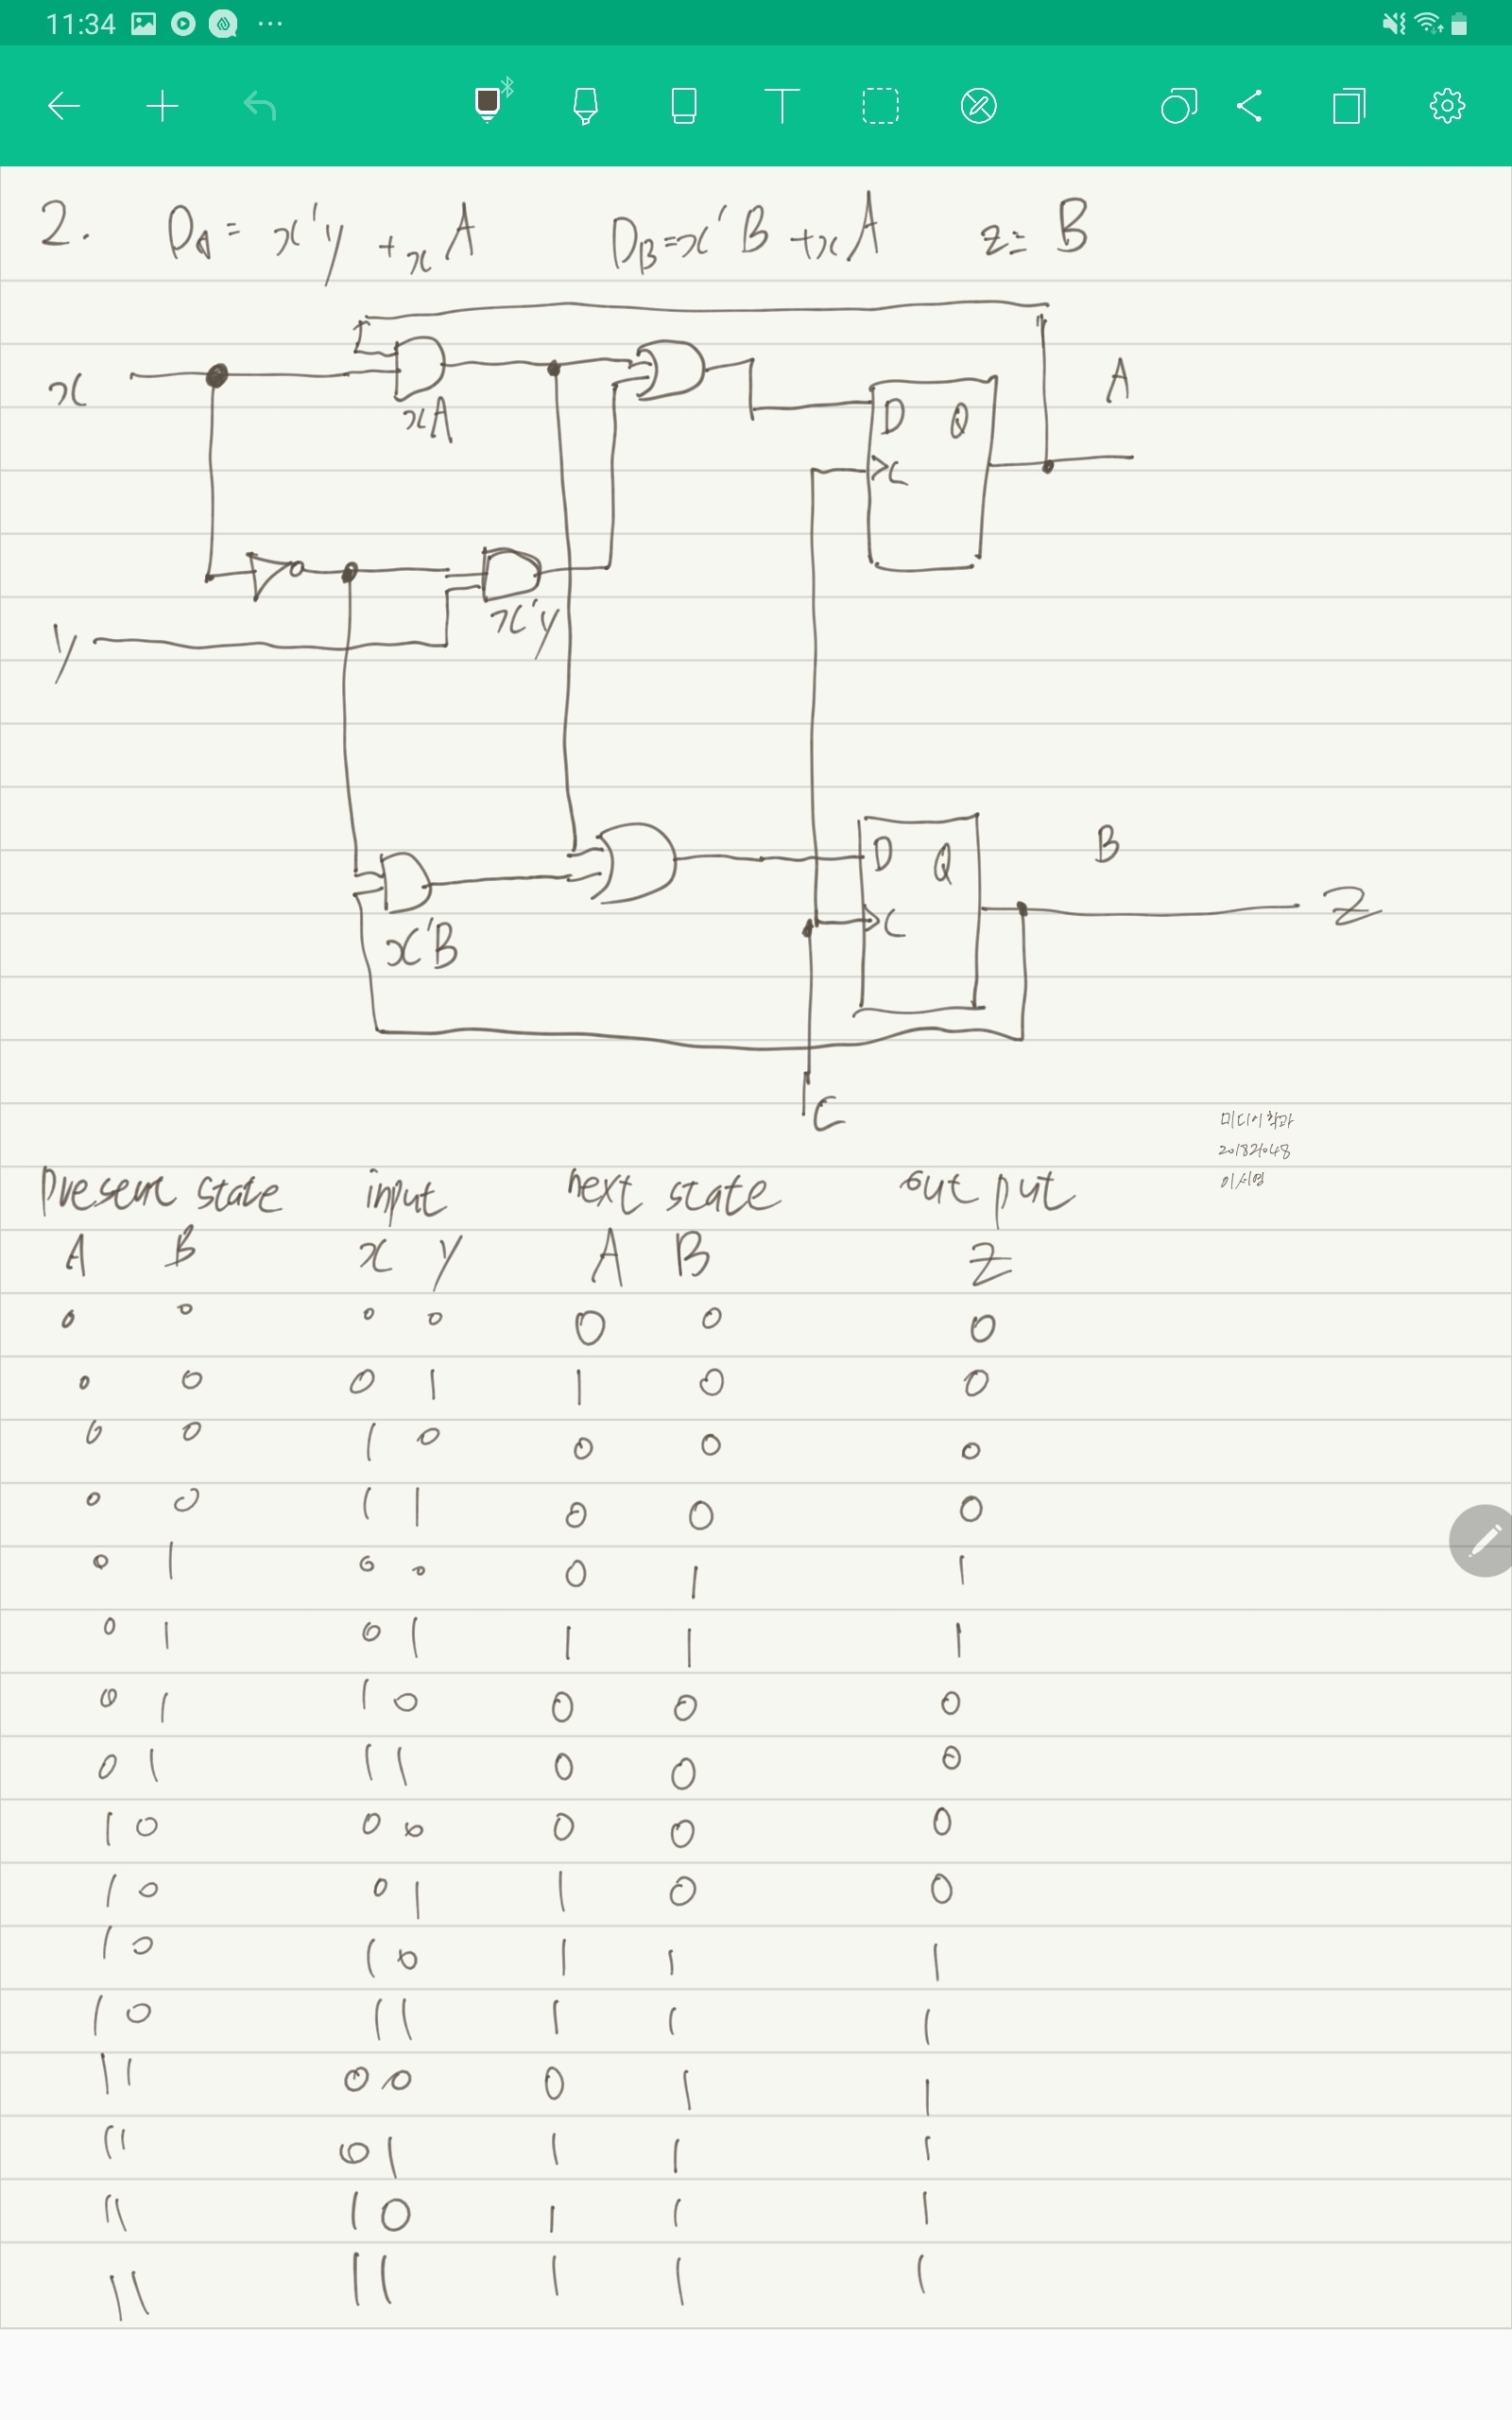 11:34
2. D_A = x'y + xA D_B = x'B + xA z = B
x
xA
D Q
C
A
x'y
y
D Q
C
B
Z
x'B
C
미디어학과
201821048
present state input next state output
A B x y A B Z
0 0 0 0 0 0 0
0 0 0 1 1 0 0
0 0 1 0 0 0 0
0 0 1 1 0 0 0
0 1 0 0 0 1 1
0 1 0 1 1 1 1
0 1 1 0 0 0 0
0 1 1 1 0 0 0
1 0 0 0 0 0 0
1 0 0 1 1 0 0
1 0 1 0 1 1 1
1 0 1 1 1 1 1
1 1 0 0 0 1 1
1 1 0 1 1 1 1
1 1 1 0 1 1 1
1 1 1 1 1 1 1